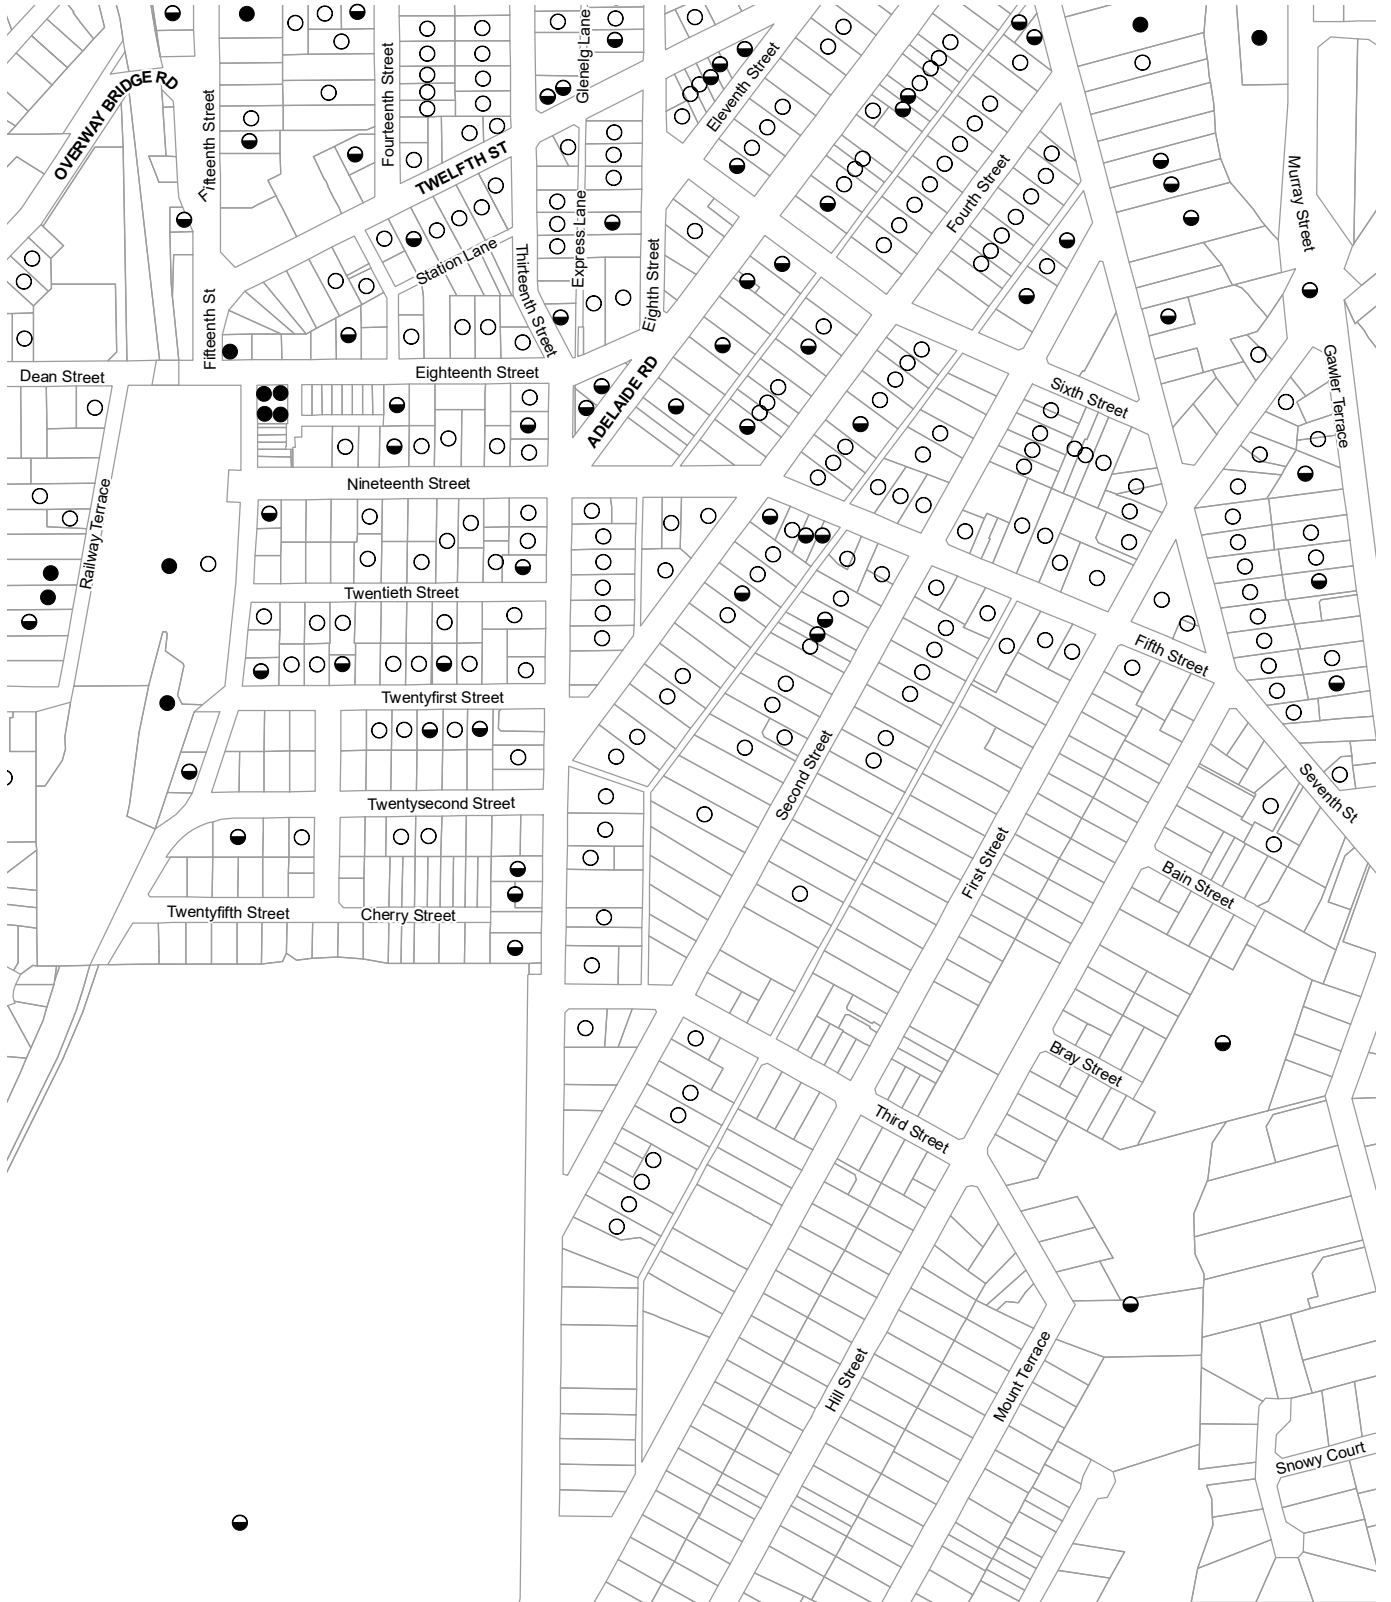 OVERWAY BRIDGE RD
Fifteenth Street
Fourteenth Street
Glenelg Lane
Eleventh Street
TWELFTH ST
Fourth Street
Murray Street
Express Lane
Station Lane
Thirteenth Street
Eighth Street
Fifteenth St
Dean Street
Eighteenth Street
ADELAIDE RD
Sixth Street
Gawler Terrace
Nineteenth Street
Railway Terrace
Twentieth Street
Fifth Street
Twentyfirst Street
Second Street
Seventh St
Twentysecond Street
First Street
Bain Street
Twentyfifth Street
Cherry Street
Bray Street
Third Street
Hill Street
Mount Terrace
Snowy Court